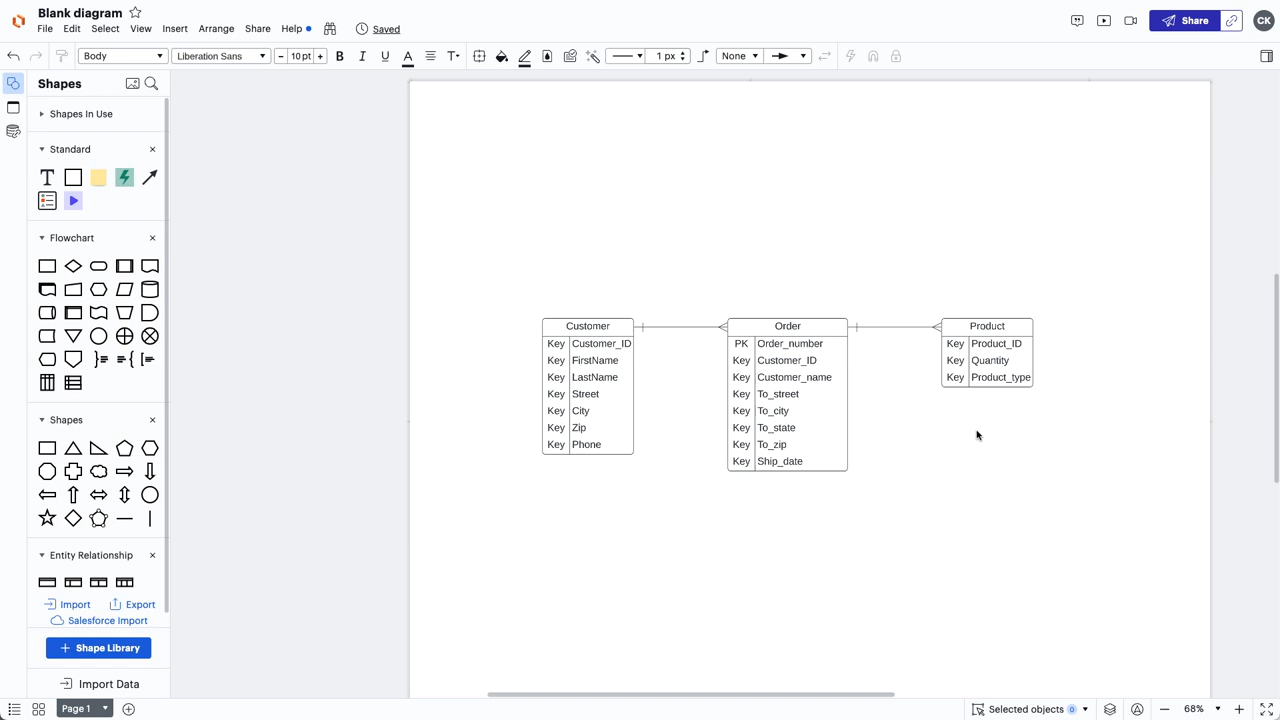 Blank diagram
File Edit Select View Insert Arrange Share Help Saved
Share CK
Body Liberation Sans - 10 pt + B I U A T 1 px None
Shapes
Shapes In Use
Standard
T
Flowchart
Shapes
Entity Relationship
Import Export
Salesforce Import
+ Shape Library
Import Data
Customer
Key Customer_ID
Key FirstName
Key LastName
Key Street
Key City
Key Zip
Key Phone
Order
PK Order_number
Key Customer_ID
Key Customer_name
Key To_street
Key To_city
Key To_state
Key To_zip
Key Ship_date
Product
Key Product_ID
Key Quantity
Key Product_type
Page 1 Selected objects 0 68%